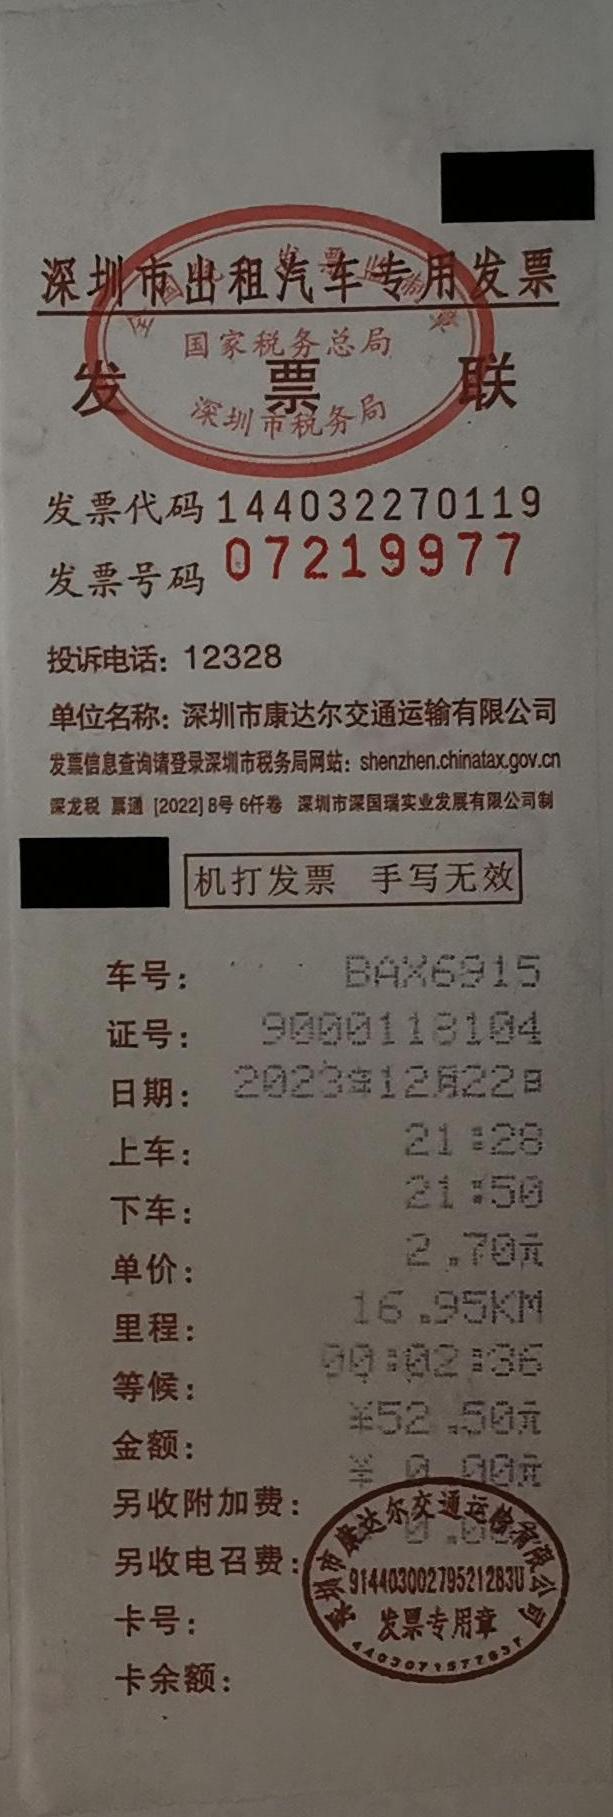 深圳市出租汽车专用发票
全国统一发票监制章
国家税务总局
发票联
深圳市税务局
发票代码 144032270119
发票号码 07219977
投诉电话: 12328
单位名称: 深圳市康达尔交通运输有限公司
发票信息查询请登录深圳市税务局网站: shenzhen.chinatax.gov.cn
深龙税 票通 [2022] 8号 6仟卷 深圳市深国瑞实业发展有限公司制
机打发票 手写无效
车号: BAX6915
证号: 9000118104
日期: 2023年12月22日
上车: 21:28
下车: 21:50
单价: 2.70元
里程: 16.95KM
等候: 00:02:36
金额: ¥52.50元
另收附加费: ¥ 0.00元
另收电召费: 0.00
卡号:
卡余额:
深圳市康达尔交通运输有限公司
91440300279521283U
发票专用章